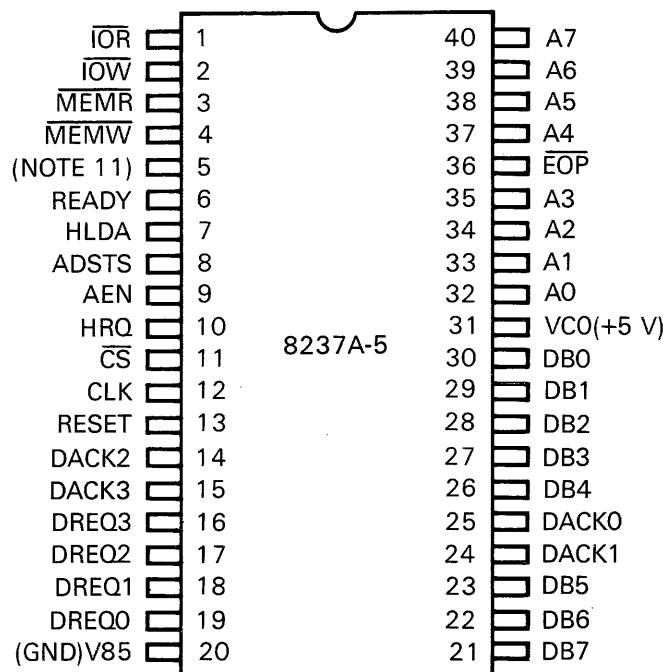 IOR 1 40 A7
IOW 2 39 A6
MEMR 3 38 A5
MEMW 4 37 A4
(NOTE 11) 5 36 EOP
READY 6 35 A3
HLDA 7 34 A2
ADSTS 8 33 A1
AEN 9 32 A0
HRQ 10 31 VC0(+5 V)
8237A-5
CS 11 30 DB0
CLK 12 29 DB1
RESET 13 28 DB2
DACK2 14 27 DB3
DACK3 15 26 DB4
DREQ3 16 25 DACK0
DREQ2 17 24 DACK1
DREQ1 18 23 DB5
DREQ0 19 22 DB6
(GND)V85 20 21 DB7